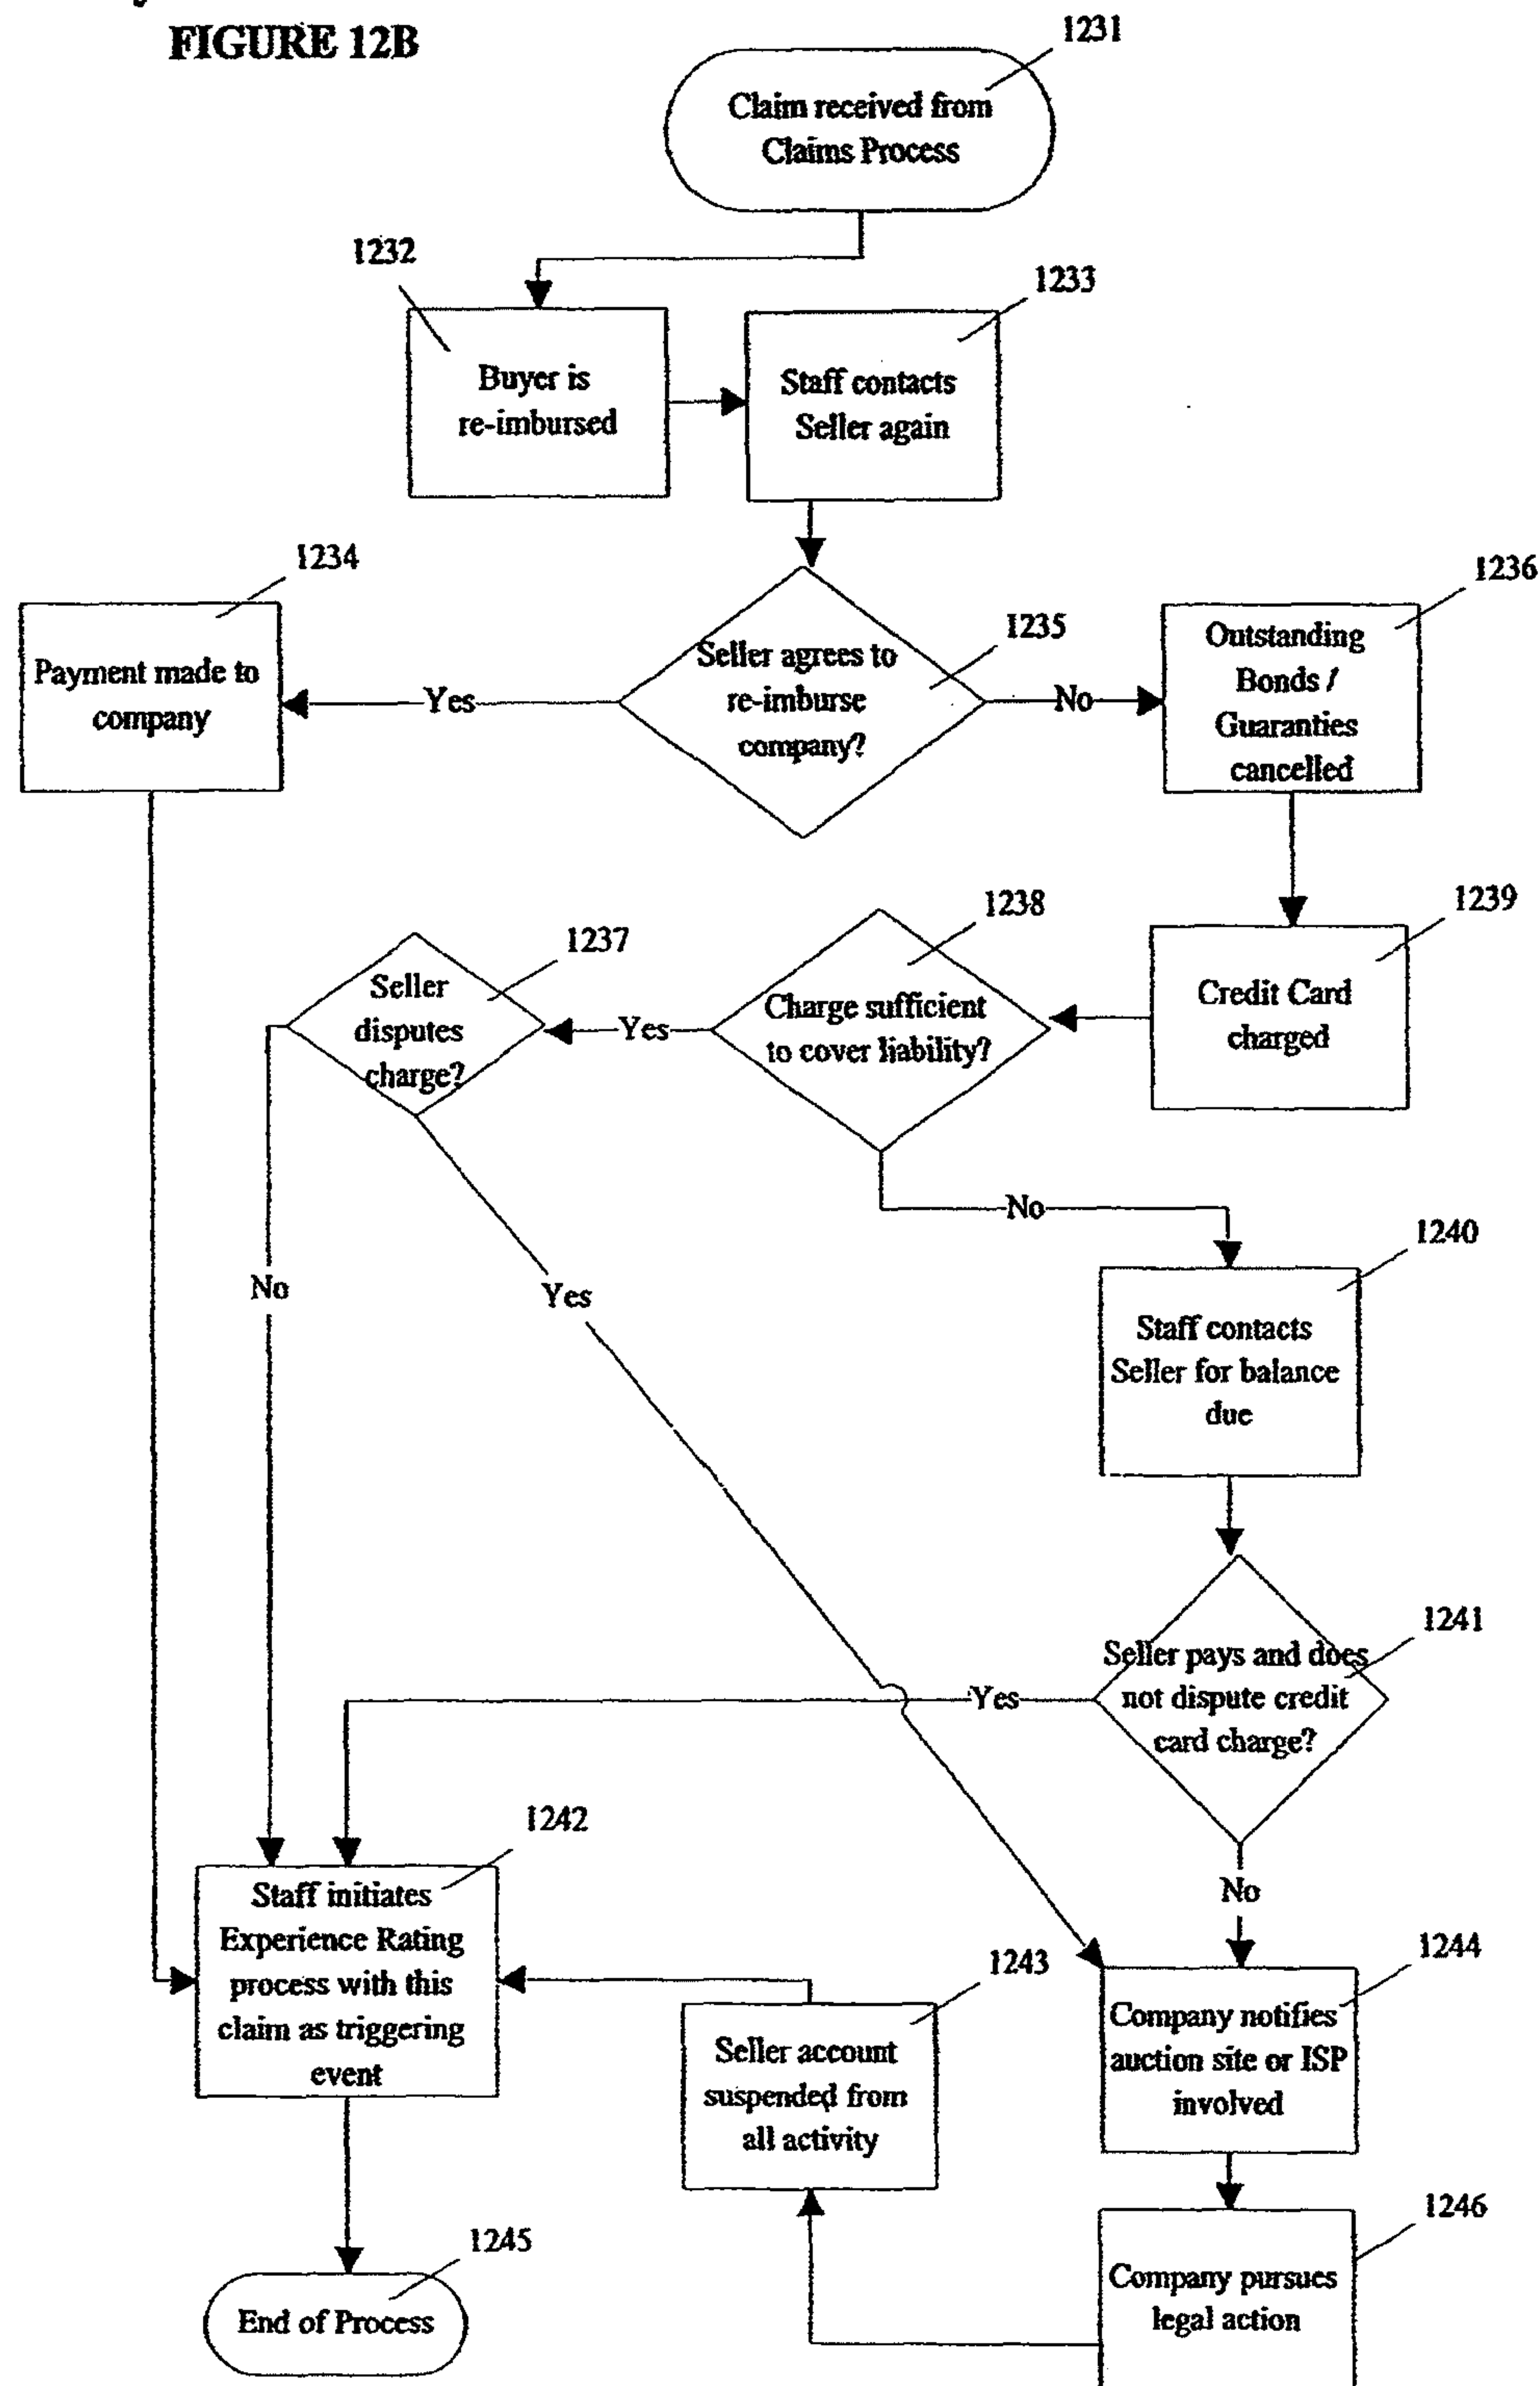 FIGURE 12B
1231
Claim received from
Claims Process
1232
Buyer is
re-imbursed
1233
Staff contacts
Seller again
1234
Payment made to
company
Yes
1235
Seller agrees to
re-imburse
company?
No
1236
Outstanding
Bonds /
Guaranties
cancelled
1237
Seller
disputes
charge?
Yes
1238
Charge sufficient
to cover liability?
1239
Credit Card
charged
No
1240
Staff contacts
Seller for balance
due
No
Yes
1241
Seller pays and does
not dispute credit
card charge?
Yes
No
1242
Staff initiates
Experience Rating
process with this
claim as triggering
event
1243
Seller account
suspended from
all activity
1244
Company notifies
auction site or ISP
involved
1245
End of Process
1246
Company pursues
legal action